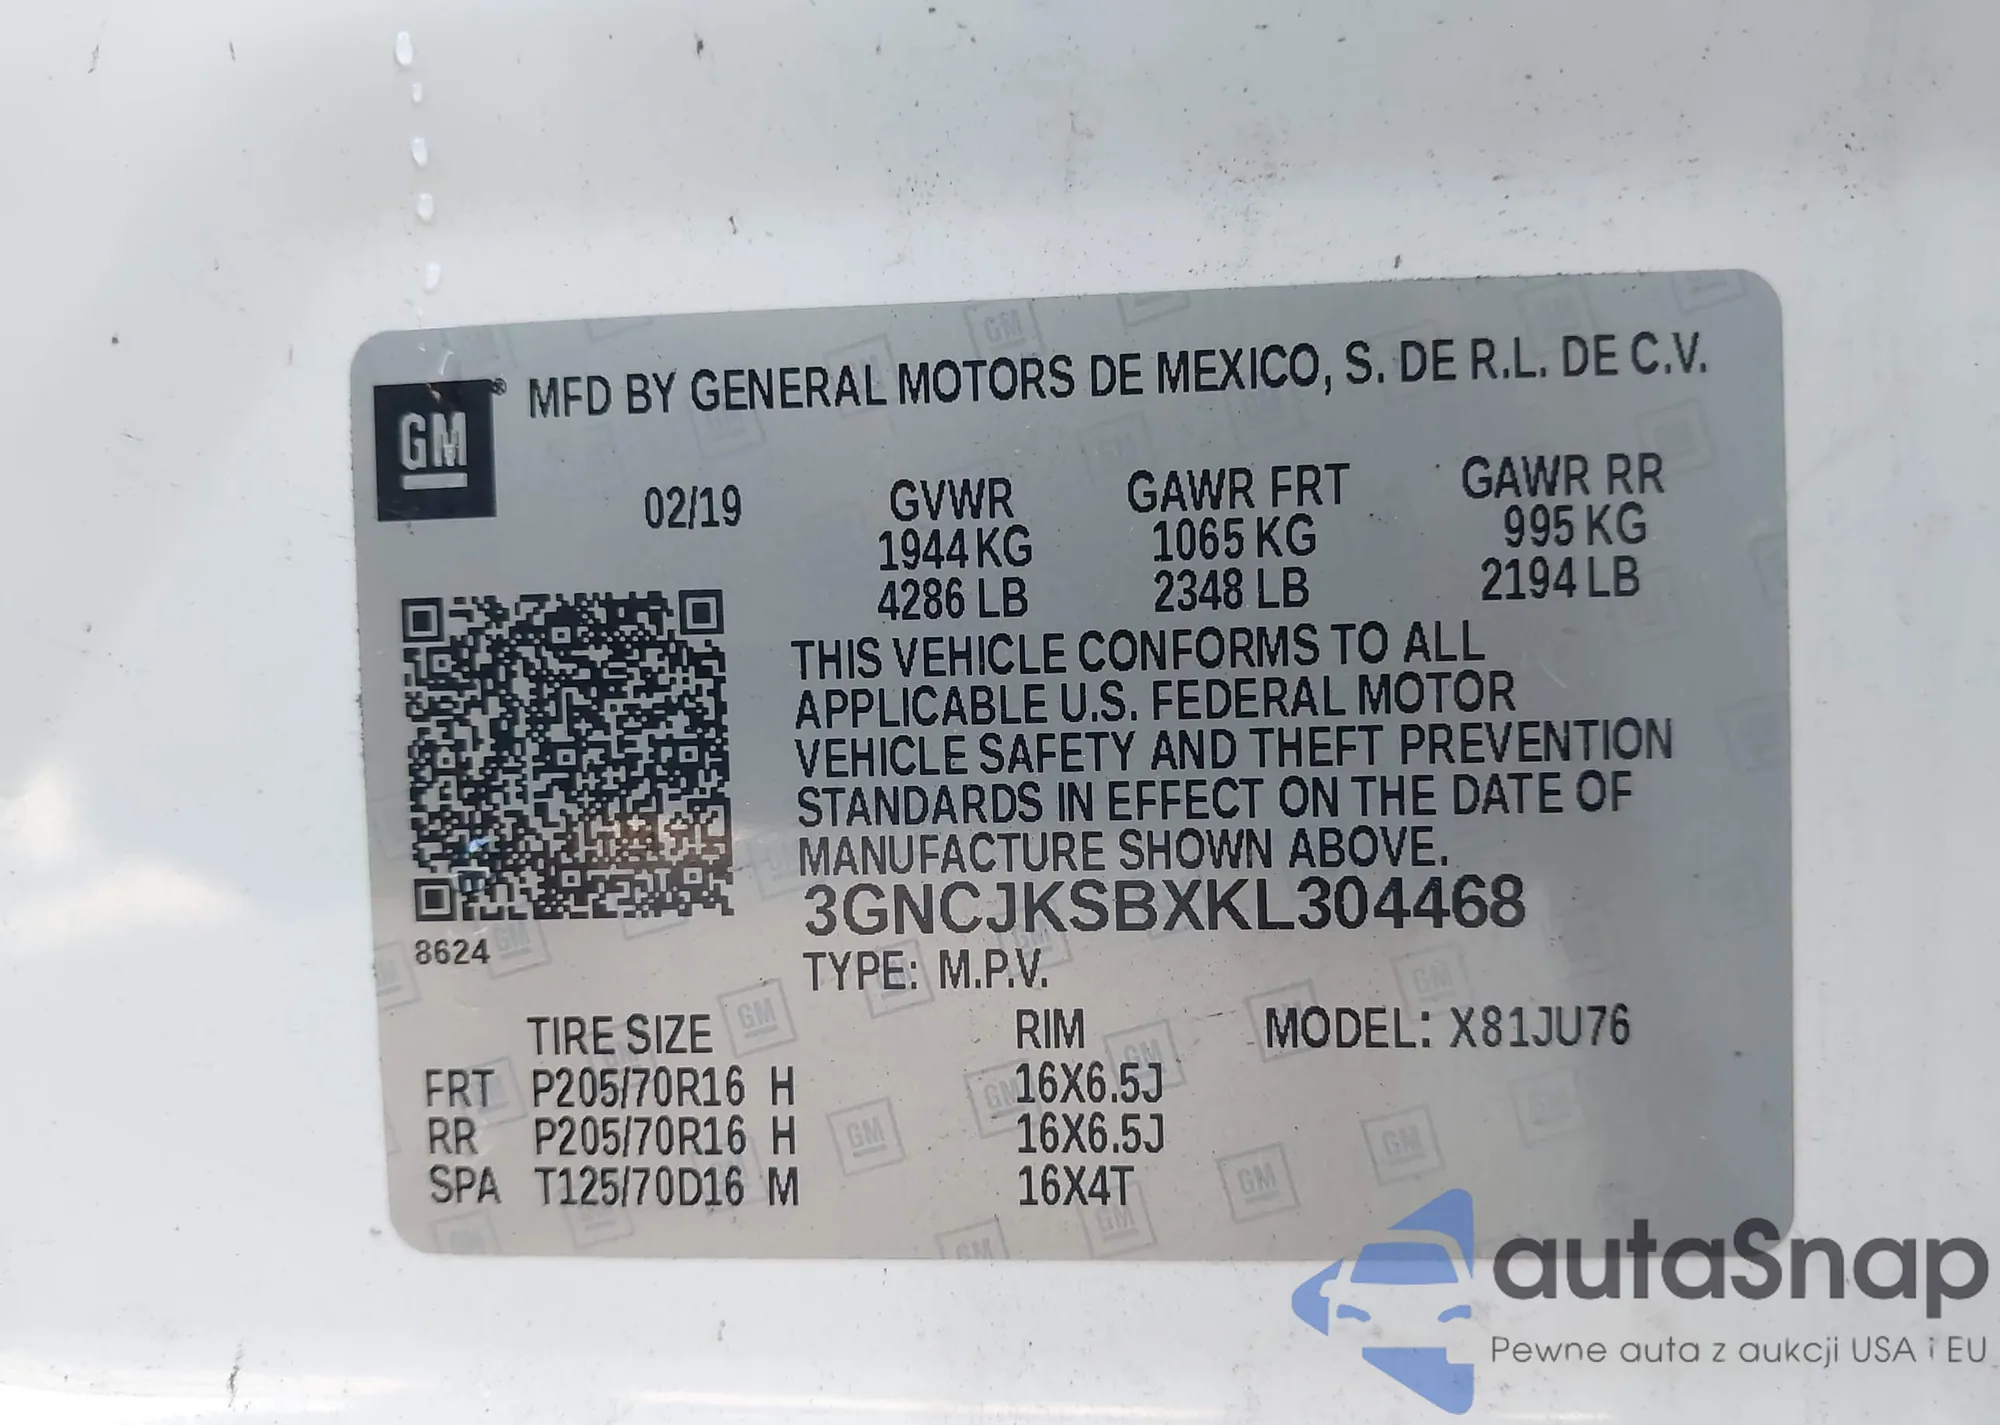 GM® MFD BY GENERAL MOTORS DE MEXICO, S. DE R.L. DE C.V.
02/19 GVWR GAWR FRT GAWR RR
1944 KG 1065 KG 995 KG
4286 LB 2348 LB 2194 LB
THIS VEHICLE CONFORMS TO ALL
APPLICABLE U.S. FEDERAL MOTOR
VEHICLE SAFETY AND THEFT PREVENTION
STANDARDS IN EFFECT ON THE DATE OF
MANUFACTURE SHOWN ABOVE.
3GNCJKSBXKL304468
8624
TYPE: M.P.V.
TIRE SIZE RIM MODEL: X81JU76
FRT P205/70R16 H 16X6.5J
RR P205/70R16 H 16X6.5J
SPA T125/70D16 M 16X4T
autaSnap
Pewne auta z aukcji USA i EU